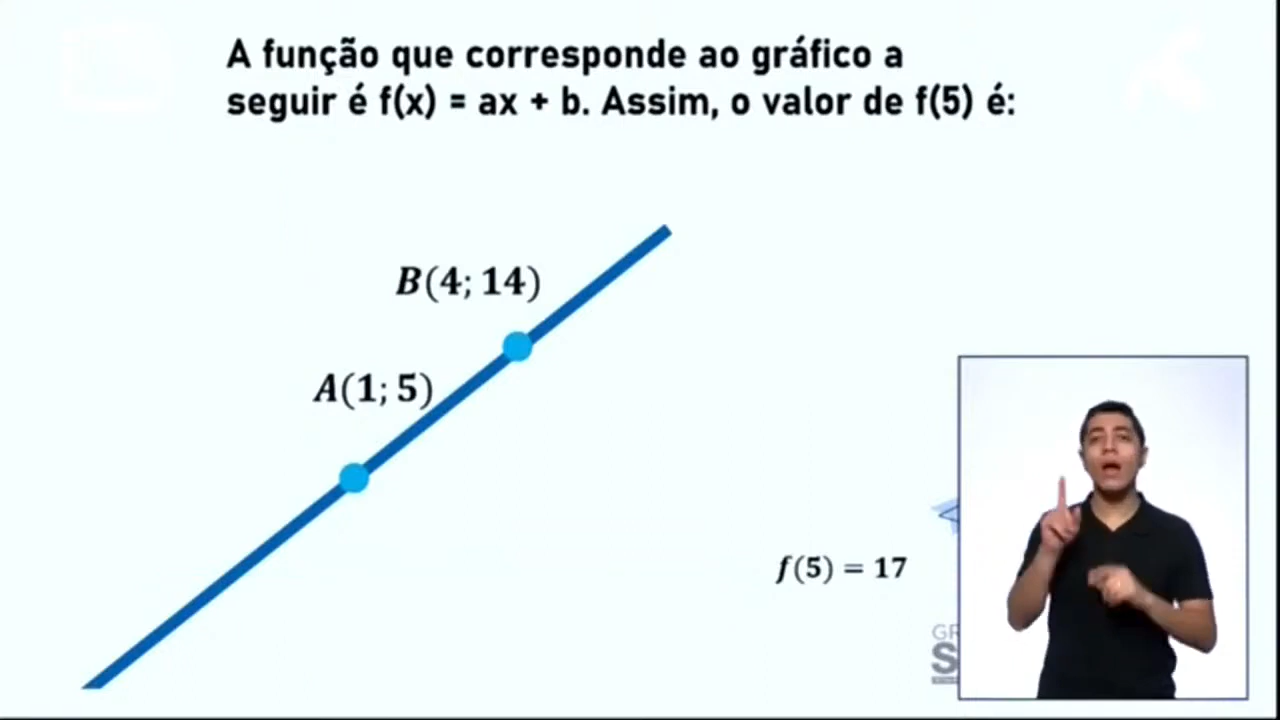 A função que corresponde ao gráfico a
seguir é f(x) = ax + b. Assim, o valor de f(5) é:
B(4; 14)
A(1; 5)
f(5) = 17